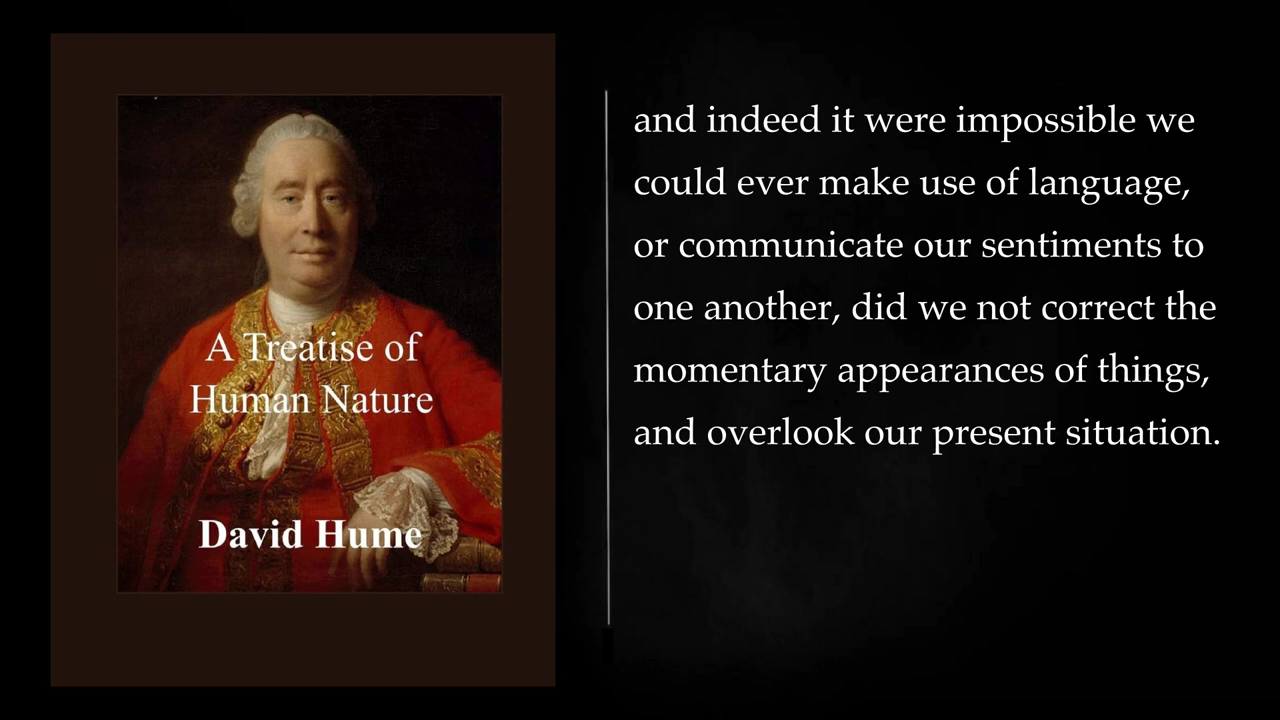 A Treatise of
Human Nature
David Hume
and indeed it were impossible we
could ever make use of language,
or communicate our sentiments to
one another, did we not correct the
momentary appearances of things,
and overlook our present situation.